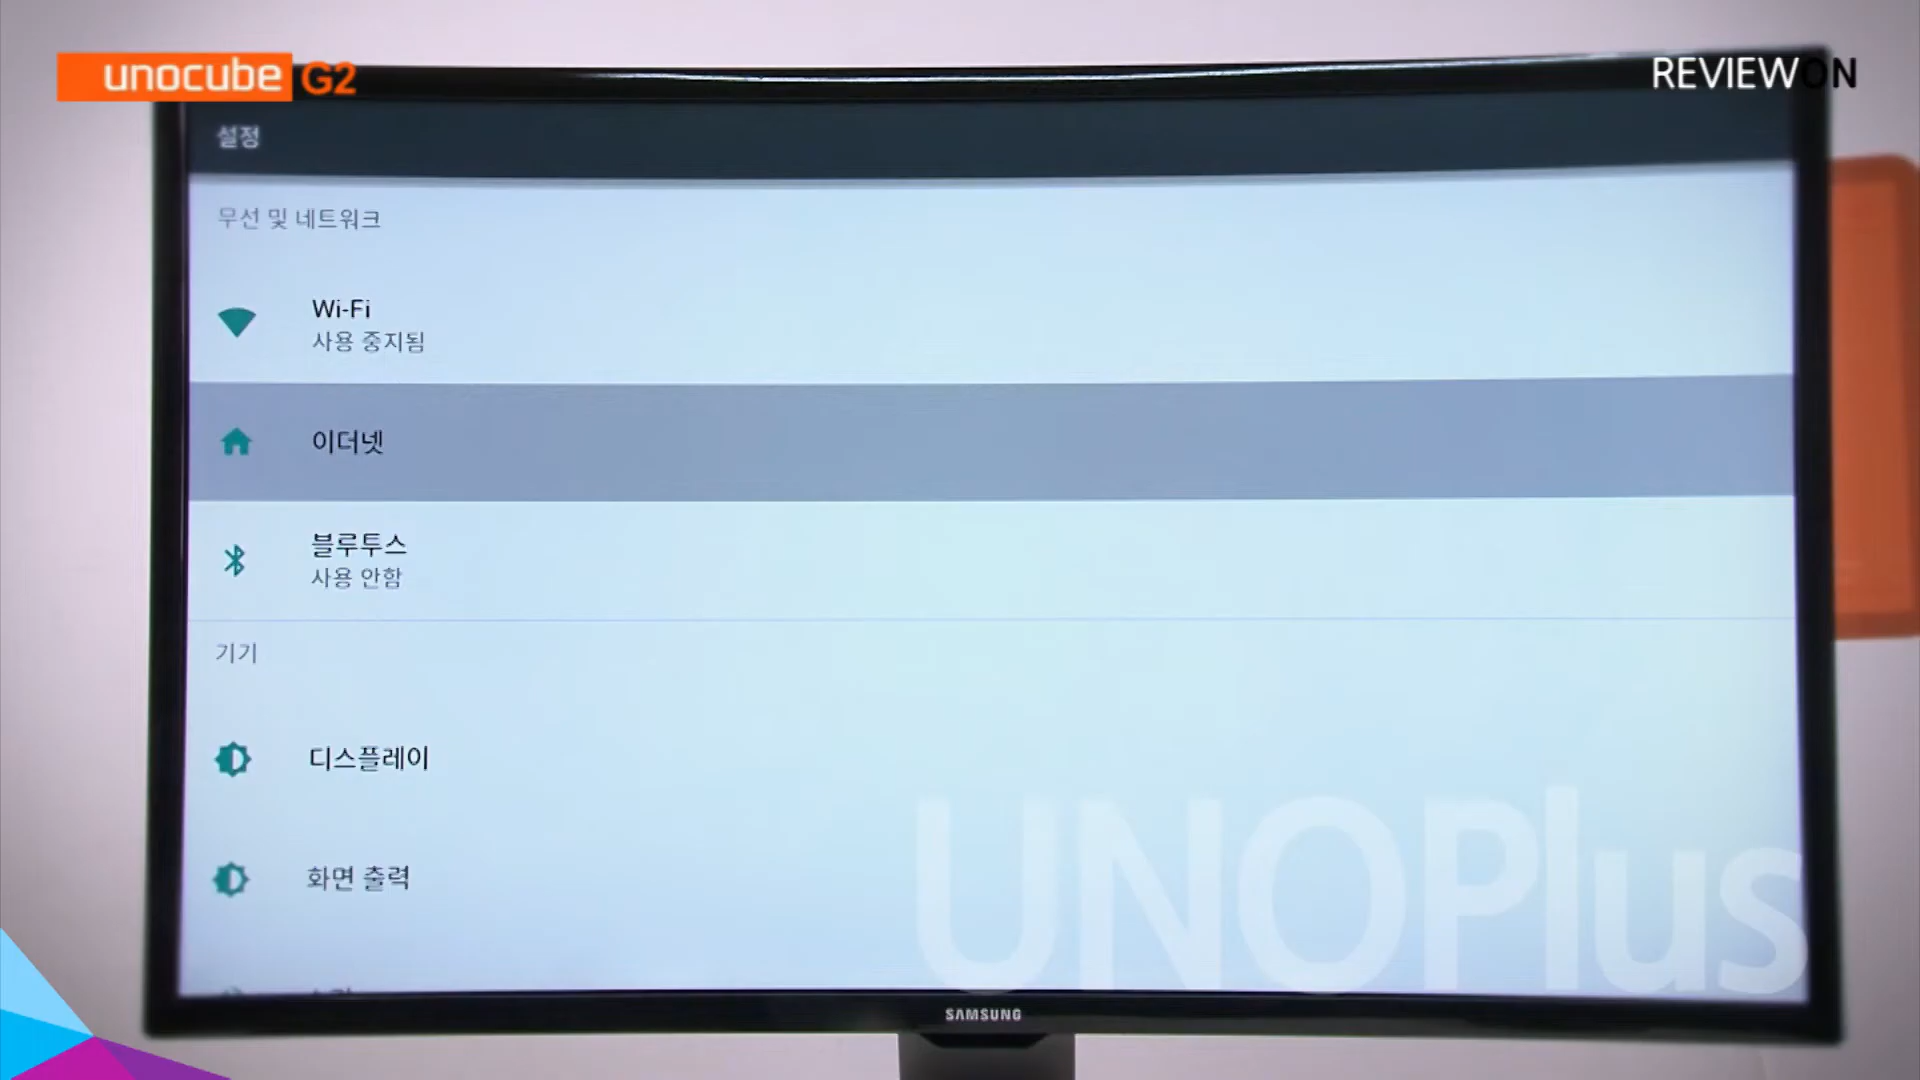 unocube G2
REVIEWON
설정
무선 및 네트워크
Wi-Fi
사용 중지됨
이더넷
블루투스
사용 안함
기기
디스플레이
화면 출력
UNOPlus
SAMSUNG